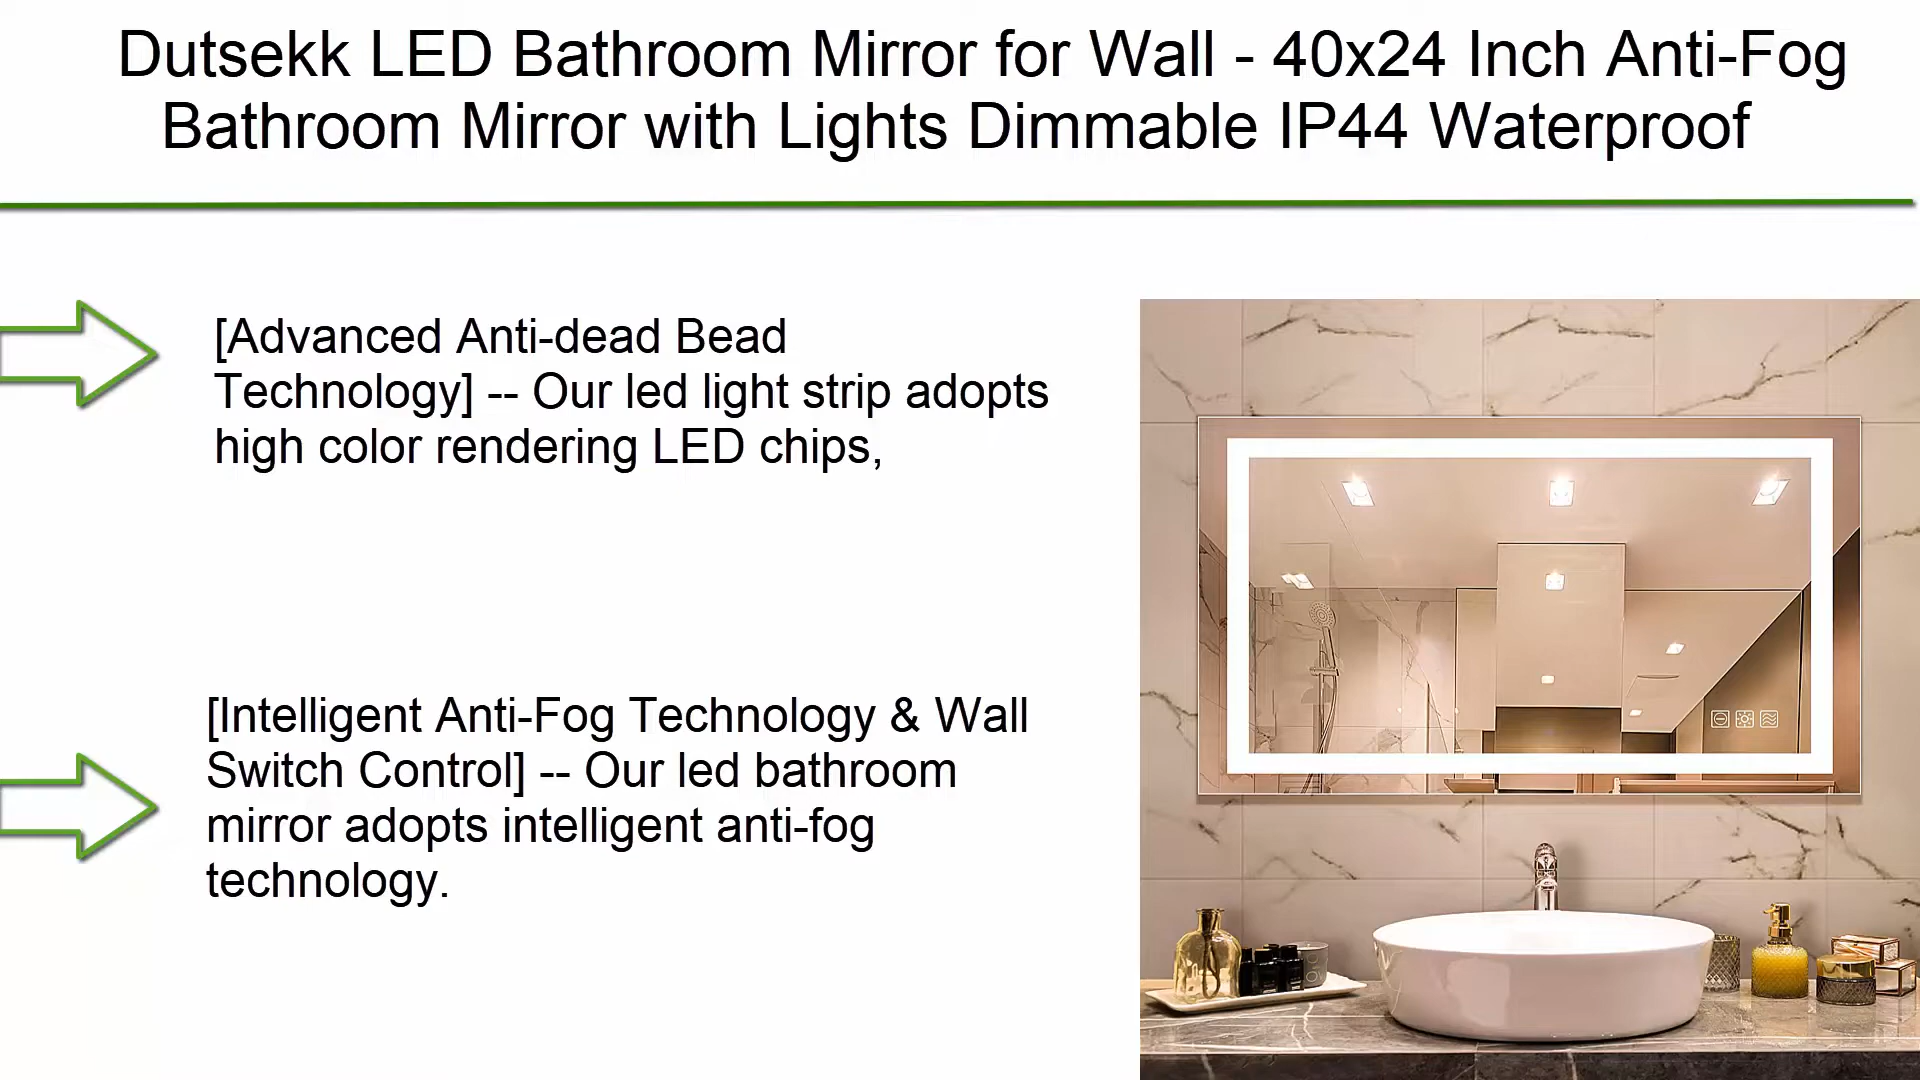 Dutsekk LED Bathroom Mirror for Wall - 40x24 Inch Anti-Fog
Bathroom Mirror with Lights Dimmable IP44 Waterproof
[Advanced Anti-dead Bead
Technology] -- Our led light strip adopts
high color rendering LED chips,
[Intelligent Anti-Fog Technology & Wall
Switch Control] -- Our led bathroom
mirror adopts intelligent anti-fog
technology.